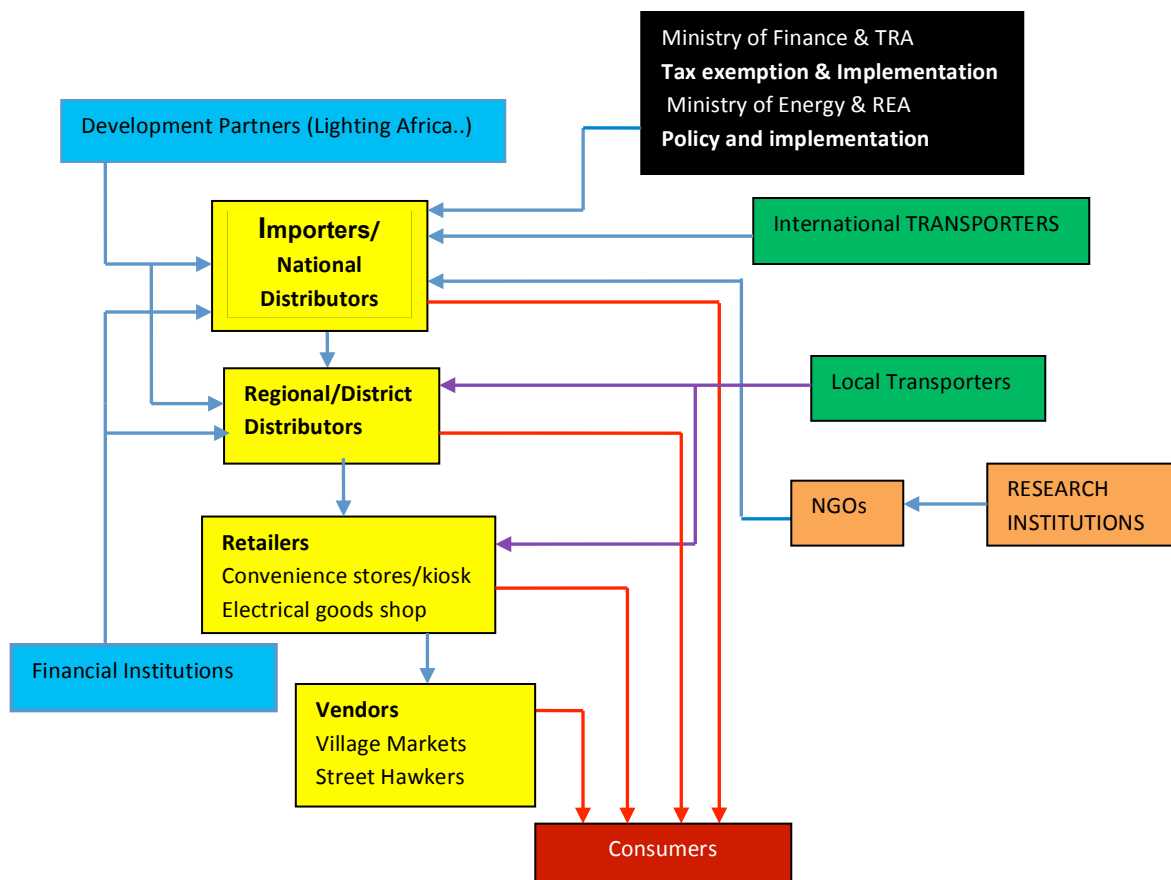 Ministry of Finance & TRA
Tax exemption & Implementation
Ministry of Energy & REA
Policy and implementation
Development Partners (Lighting Africa..)
Importers/
National
Distributors
International TRANSPORTERS
Regional/District
Distributors
Local Transporters
NGOs
RESEARCH
INSTITUTIONS
Retailers
Convenience stores/kiosk
Electrical goods shop
Financial Institutions
Vendors
Village Markets
Street Hawkers
Consumers